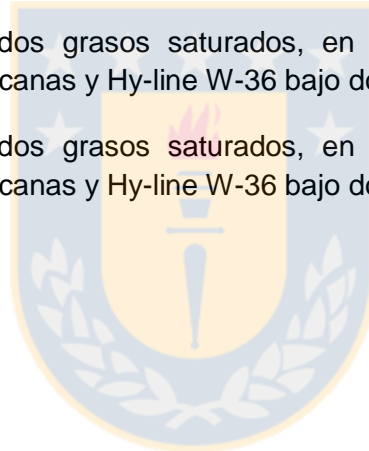 dos grasos saturados, en
canas y Hy-line W-36 bajo do
dos grasos saturados, en
canas y Hy-line W-36 bajo do